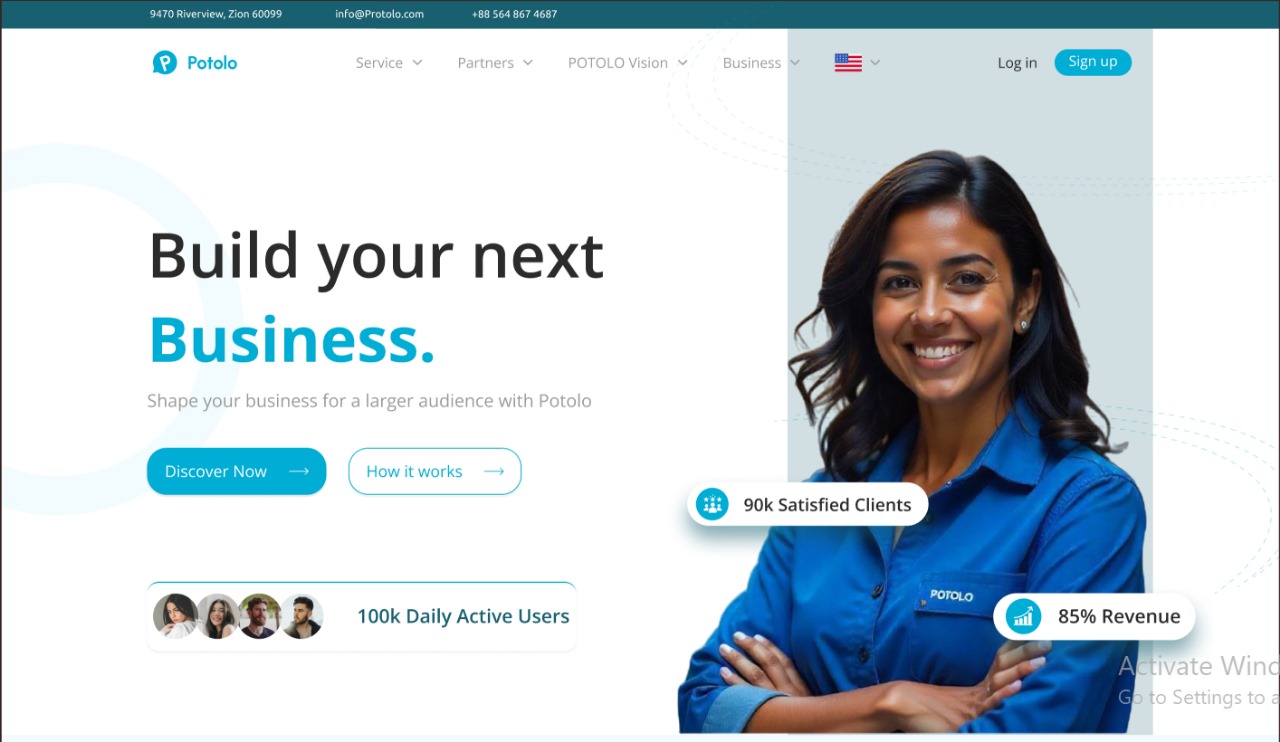 9470 Riverview, Zion 60099 info@Protolo.com +88 564 867 4687
Potolo Service Partners POTOLO Vision Business Log in Sign up
Build your next
Business.
Shape your business for a larger audience with Potolo
Discover Now How it works
90k Satisfied Clients
POTOLO
100k Daily Active Users
85% Revenue
Activate Wind
Go to Settings to a